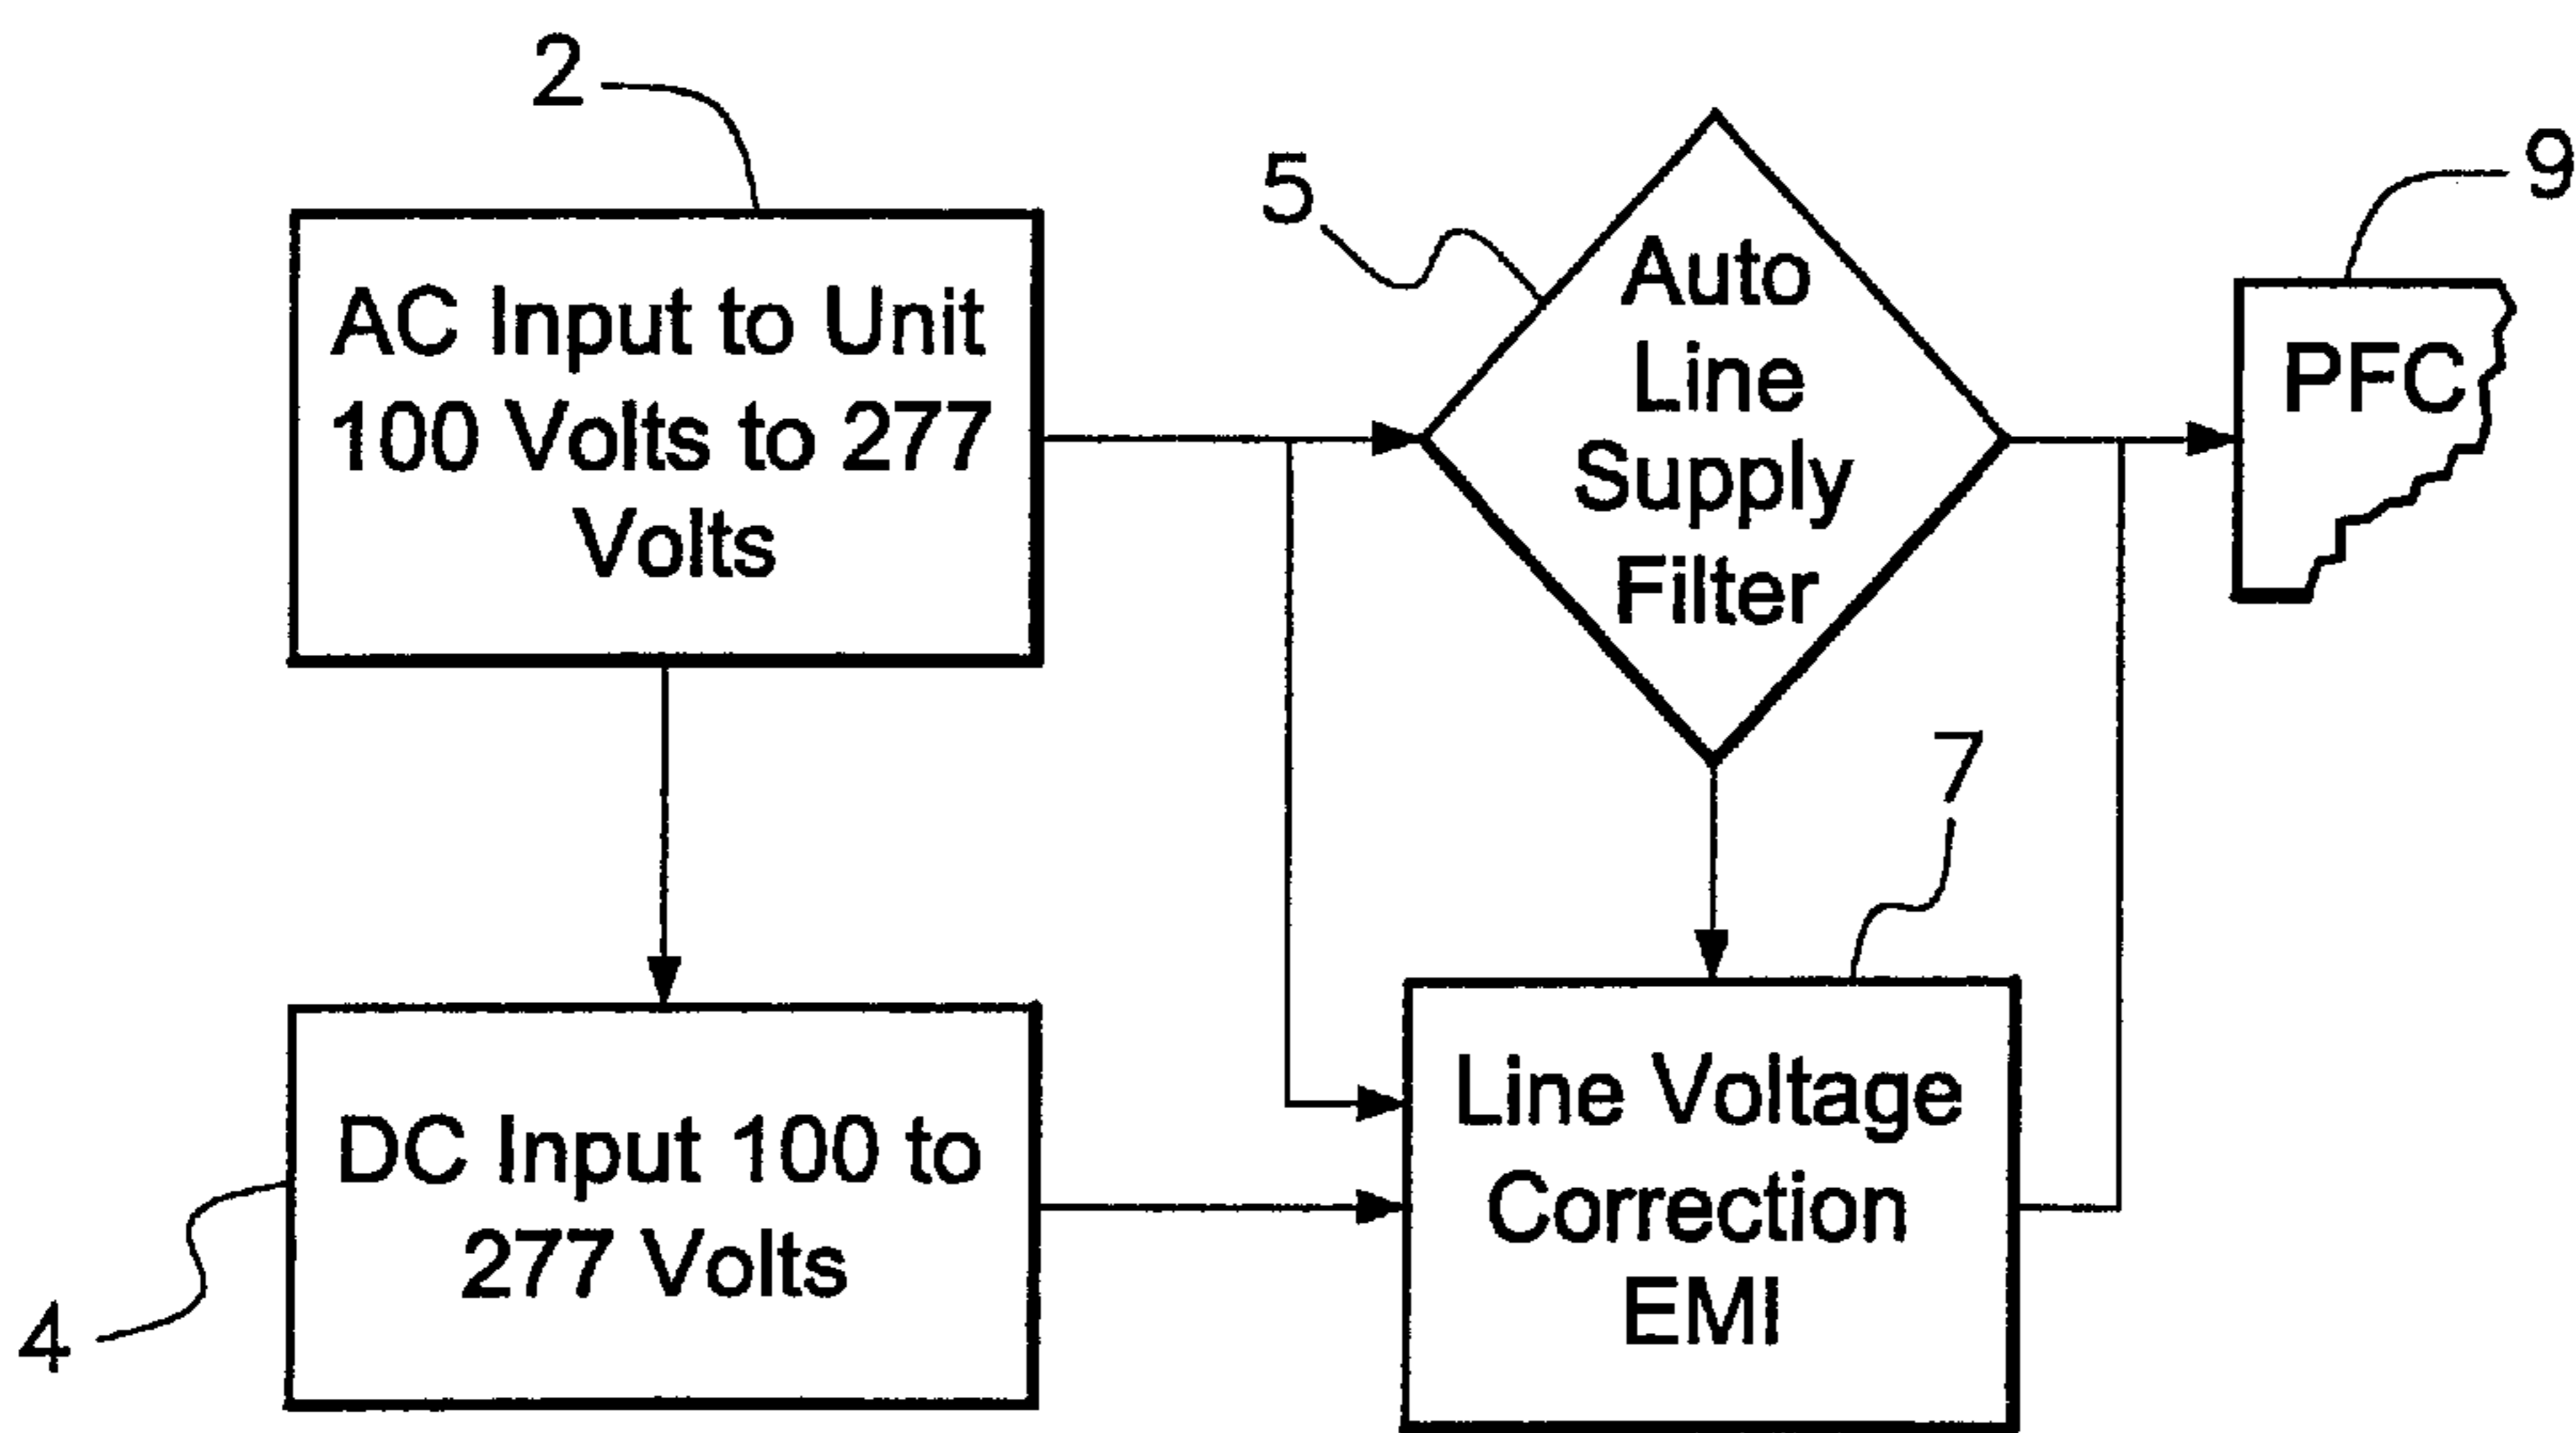 2
AC Input to Unit
100 Volts to 277
Volts
5
Auto
Line
Supply
Filter
9
PFC
4
DC Input 100 to
277 Volts
7
Line Voltage
Correction
EMI